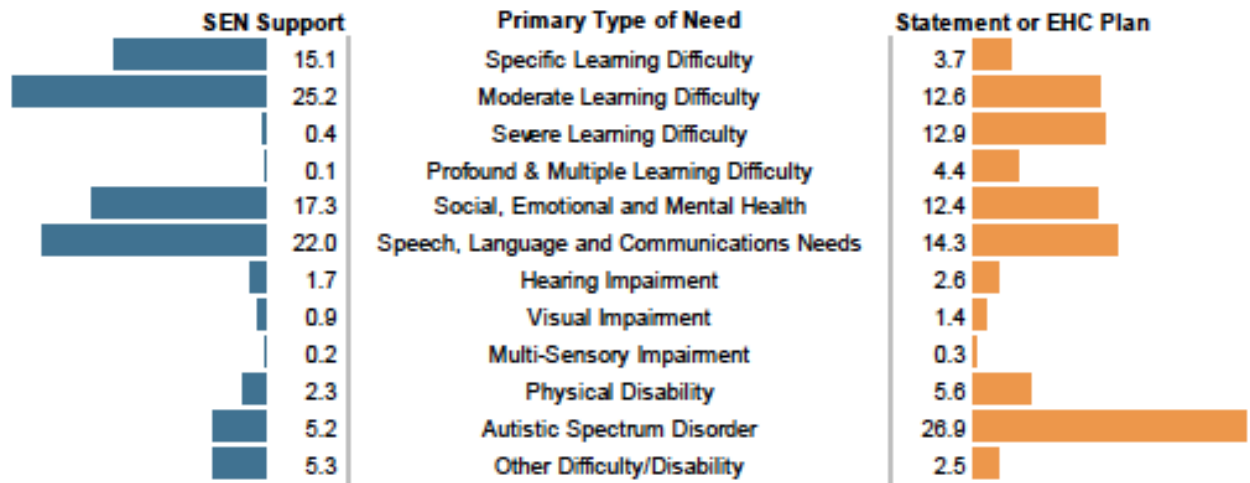 SEN Support Primary Type of Need Statement or EHC Plan
15.1 Specific Learning Difficulty 3.7
25.2 Moderate Learning Difficulty 12.6
0.4 Severe Learning Difficulty 12.9
0.1 Profound & Multiple Learning Difficulty 4.4
17.3 Social, Emotional and Mental Health 12.4
22.0 Speech, Language and Communications Needs 14.3
1.7 Hearing Impairment 2.6
0.9 Visual Impairment 1.4
0.2 Multi-Sensory Impairment 0.3
2.3 Physical Disability 5.6
5.2 Autistic Spectrum Disorder 26.9
5.3 Other Difficulty/Disability 2.5